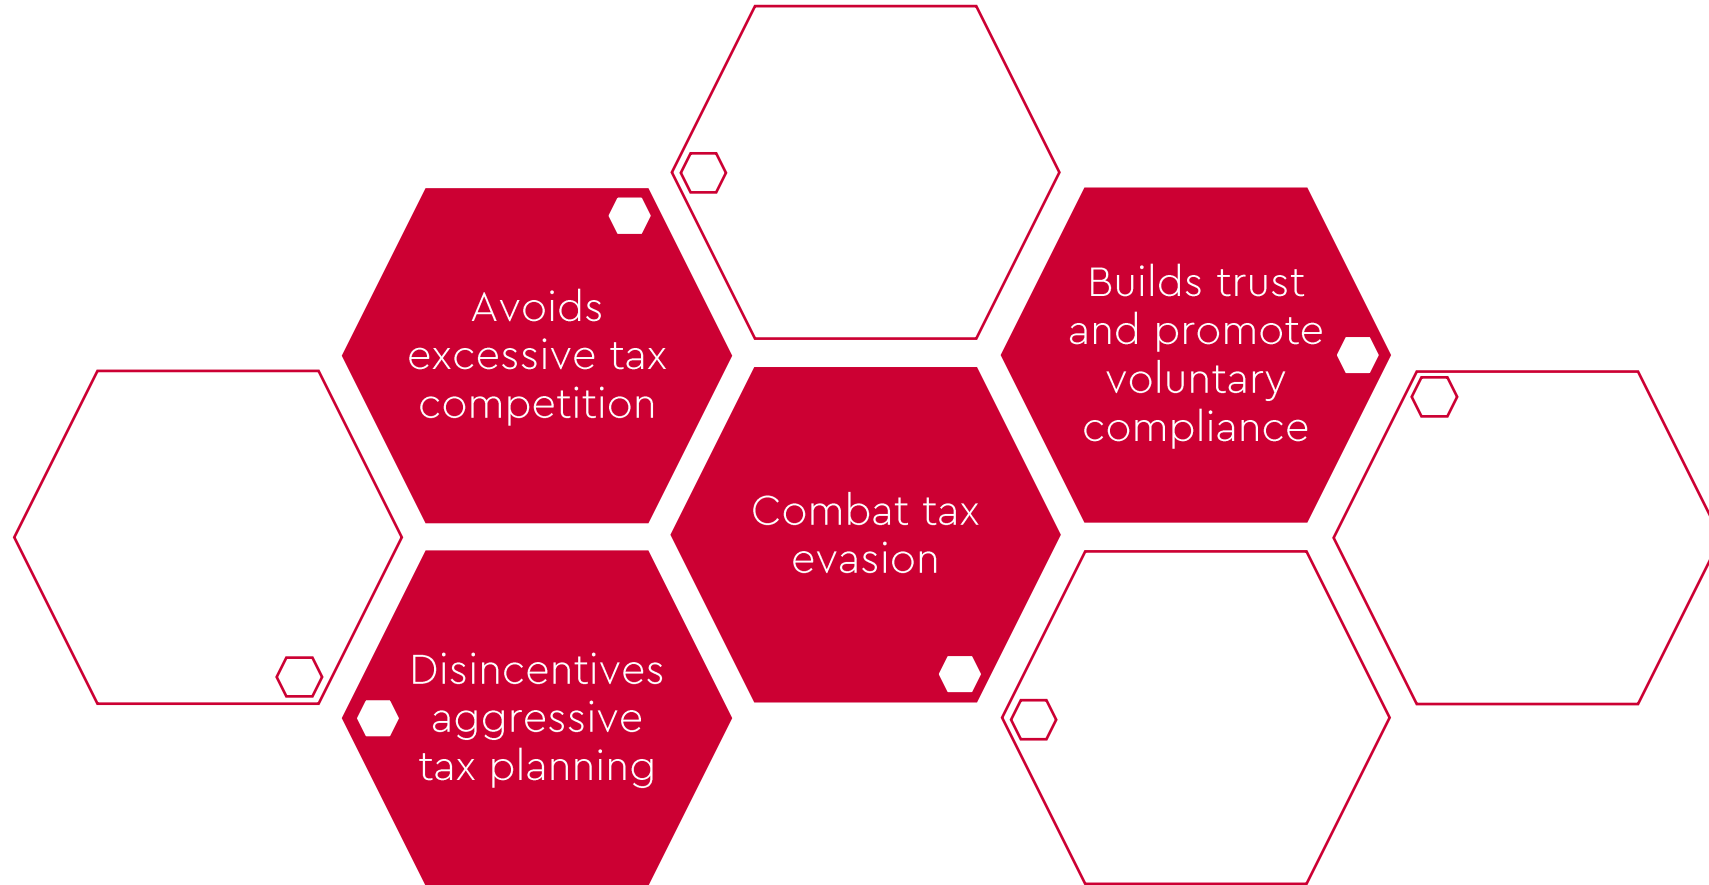 Avoids
excessive tax
competition
Builds trust
and promote
voluntary
compliance
Combat tax
evasion
Disincentives
aggressive
tax planning